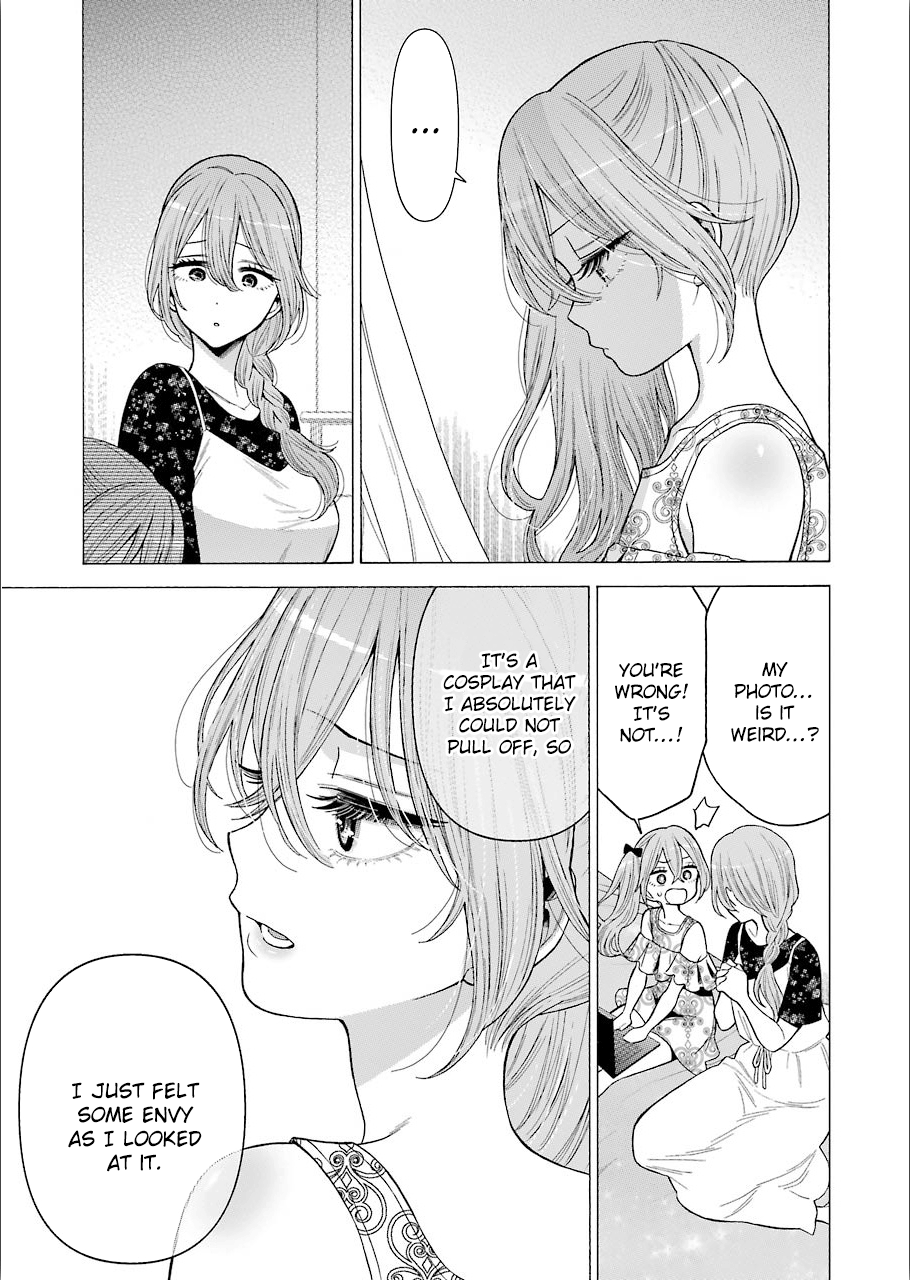 ...
MY
PHOTO...
IS IT
WEIRD...?
YOU'RE
WRONG!
IT'S
NOT...!
IT'S A
COSPLAY THAT
I ABSOLUTELY
COULD NOT
PULL OFF, SO
I JUST FELT
SOME ENVY
AS I LOOKED
AT IT.